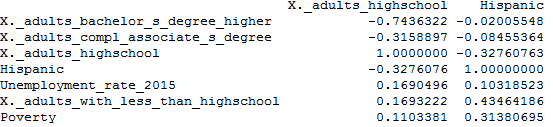 X._adults_highschool Hispanic
X._adults_bachelor_s_degree_higher -0.7436322 -0.02005548
X._adults_compl_associate_s_degree -0.3158897 -0.08455364
X._adults_highschool 1.0000000 -0.32760763
Hispanic -0.3276076 1.00000000
Unemployment_rate_2015 0.1690496 0.10318523
X._adults_with_less_than_highschool 0.1693222 0.43464186
Poverty 0.1103381 0.31380695